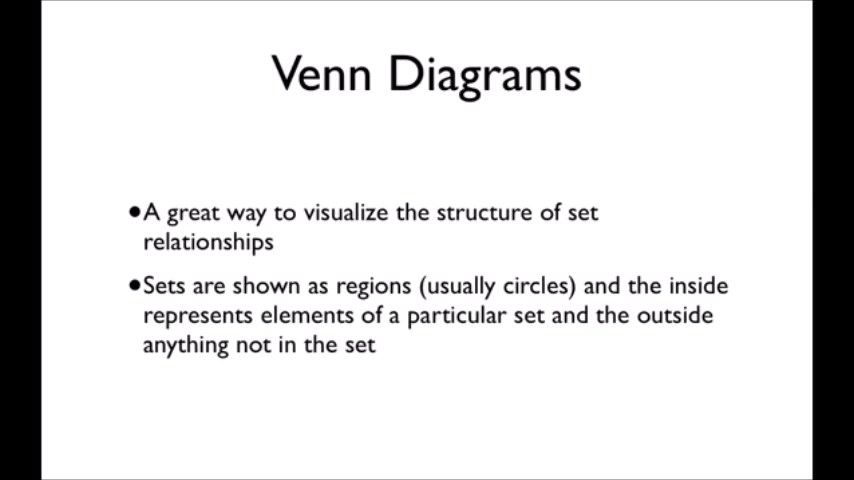 Venn Diagrams
•A great way to visualize the structure of set
relationships
•Sets are shown as regions (usually circles) and the inside
represents elements of a particular set and the outside
anything not in the set